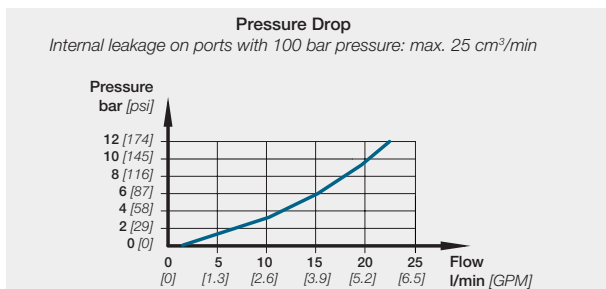 Pressure Drop
Internal leakage on ports with 100 bar pressure: max. 25 cm³/min
Pressure
bar [psi]
12 [174]
10 [145]
8 [116]
6 [87]
4 [58]
2 [29]
0 [0]
0 5 10 15 20 25 Flow
[0] [1.3] [2.6] [3.9] [5.2] [6.5] l/min [GPM]